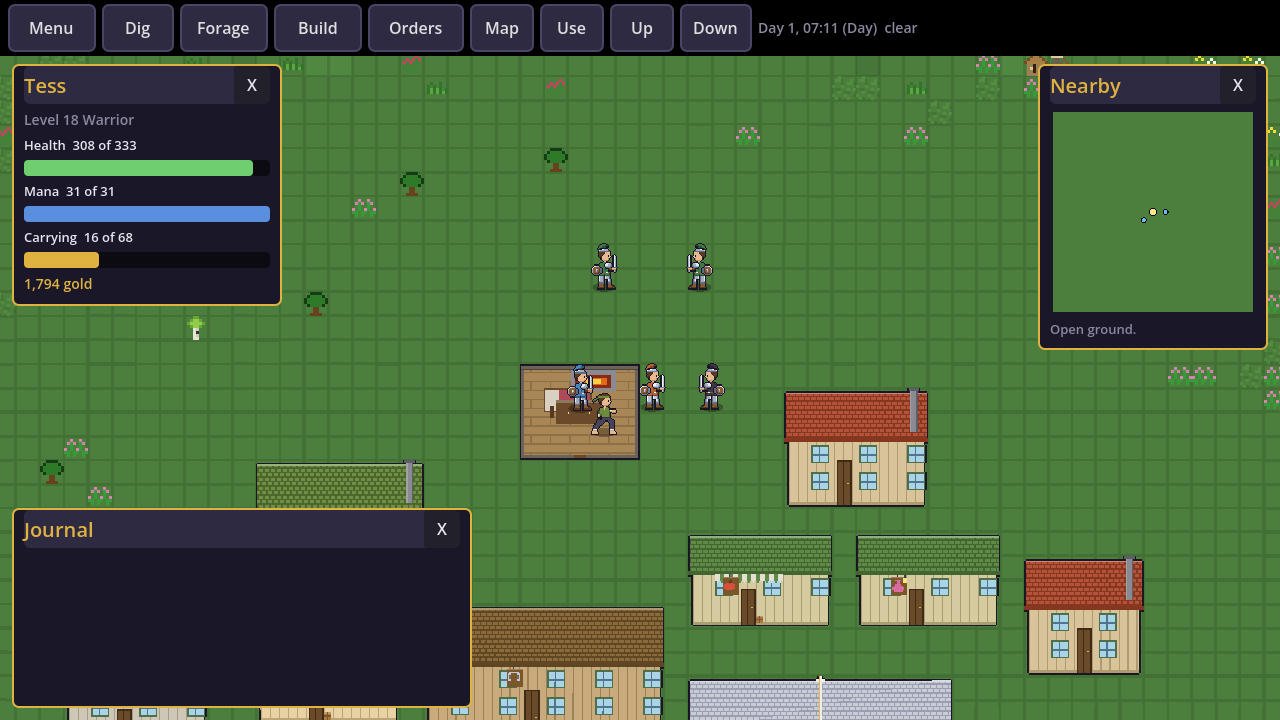 Menu Dig Forage Build Orders Map Use Up Down Day 1, 07:11 (Day) clear
Tess X
Level 18 Warrior
Health 308 of 333
Mana 31 of 31
Carrying 16 of 68
1,794 gold
Nearby X
Open ground.
Journal X